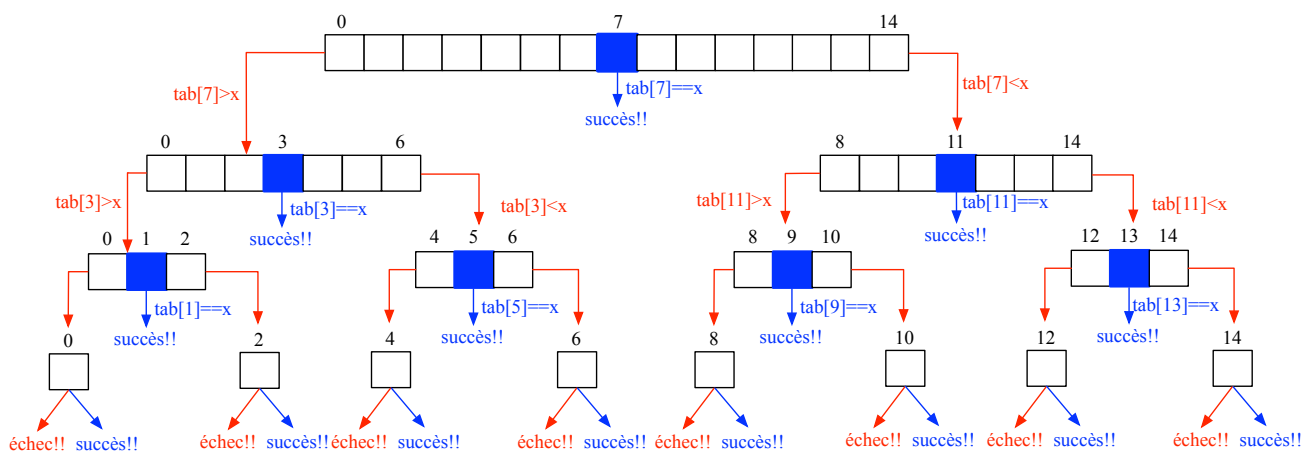 0 7 14
tab[7]>x tab[7]==x tab[7]<x
succès!!
0 3 6 8 11 14
tab[3]>x tab[3]==x tab[3]<x tab[11]>x tab[11]==x tab[11]<x
succès!! succès!!
0 1 2 4 5 6 8 9 10 12 13 14
tab[1]==x tab[5]==x tab[9]==x tab[13]==x
succès!! succès!! succès!! succès!!
0 2 4 6 8 10 12 14
échec!! succès!! échec!! succès!! échec!! succès!! échec!! succès!! échec!! succès!! échec!! succès!! échec!! succès!! échec!! succès!!